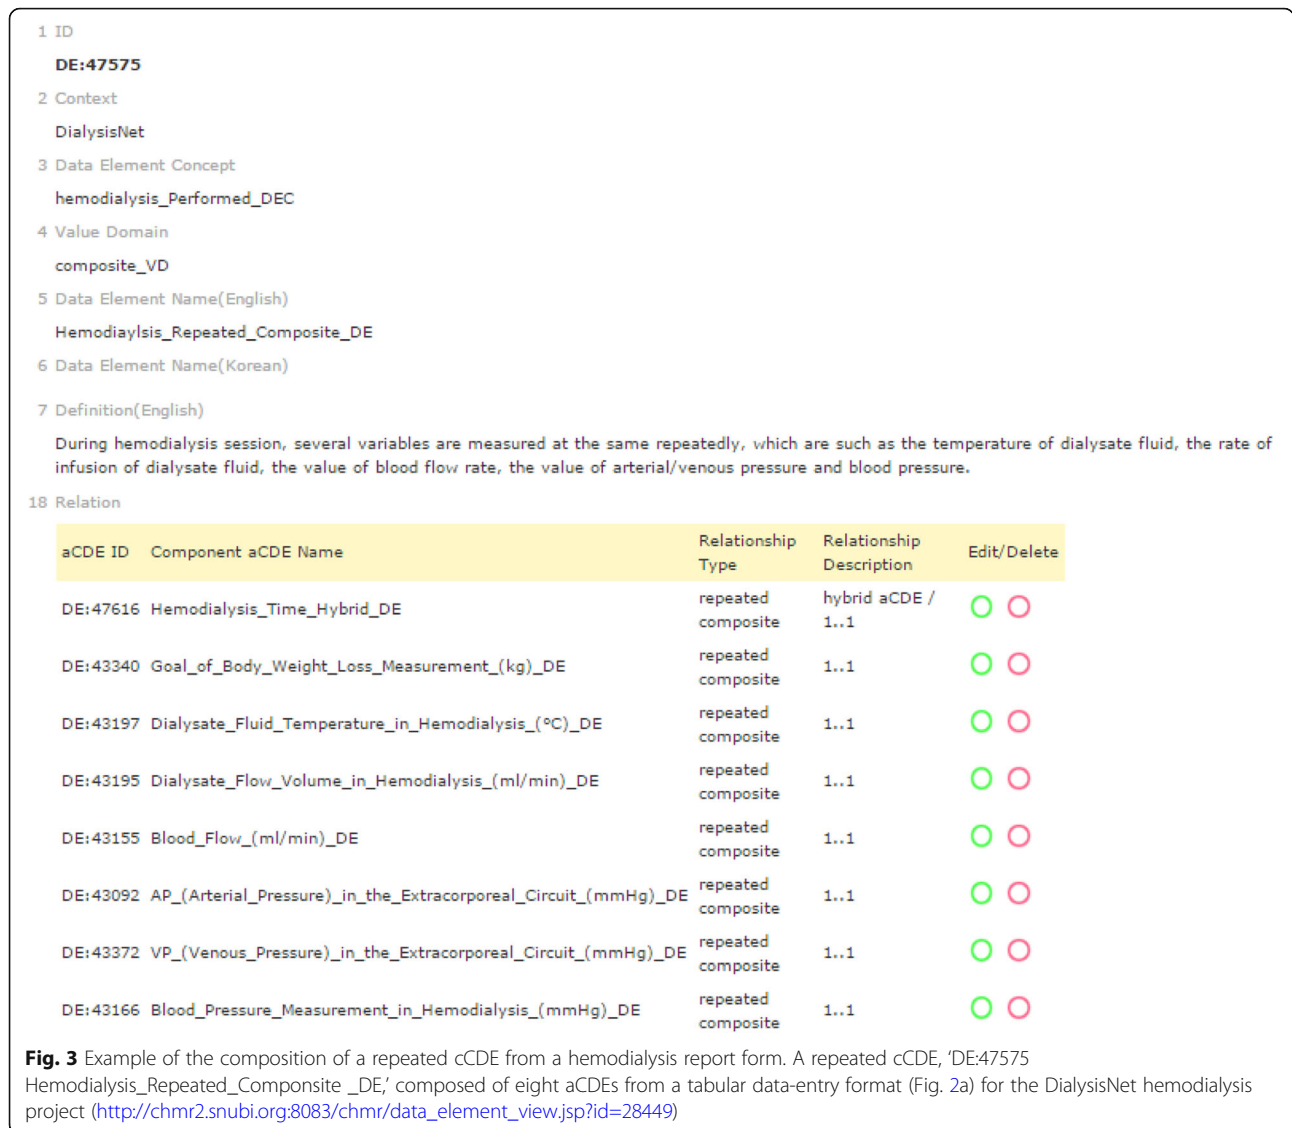 1 ID
DE:47575
2 Context
DialysisNet
3 Data Element Concept
hemodialysis_Performed_DEC
4 Value Domain
composite_VD
5 Data Element Name(English)
Hemodiaylsis_Repeated_Composite_DE
6 Data Element Name(Korean)
7 Definition(English)
During hemodialysis session, several variables are measured at the same repeatedly, which are such as the temperature of dialysate fluid, the rate of
infusion of dialysate fluid, the value of blood flow rate, the value of arterial/venous pressure and blood pressure.
18 Relation
aCDE ID Component aCDE Name Relationship Type Relationship Description Edit/Delete
DE:47616 Hemodialysis_Time_Hybrid_DE repeated composite hybrid aCDE / 1..1
DE:43340 Goal_of_Body_Weight_Loss_Measurement_(kg)_DE repeated composite 1..1
DE:43197 Dialysate_Fluid_Temperature_in_Hemodialysis_(ºC)_DE repeated composite 1..1
DE:43195 Dialysate_Flow_Volume_in_Hemodialysis_(ml/min)_DE repeated composite 1..1
DE:43155 Blood_Flow_(ml/min)_DE repeated composite 1..1
DE:43092 AP_(Arterial_Pressure)_in_the_Extracorporeal_Circuit_(mmHg)_DE repeated composite 1..1
DE:43372 VP_(Venous_Pressure)_in_the_Extracorporeal_Circuit_(mmHg)_DE repeated composite 1..1
DE:43166 Blood_Pressure_Measurement_in_Hemodialysis_(mmHg)_DE repeated composite 1..1
Fig. 3 Example of the composition of a repeated cCDE from a hemodialysis report form. A repeated cCDE, ‘DE:47575
Hemodialysis_Repeated_Componsite _DE,’ composed of eight aCDEs from a tabular data-entry format (Fig. 2a) for the DialysisNet hemodialysis
project (http://chmr2.snubi.org:8083/chmr/data_element_view.jsp?id=28449)